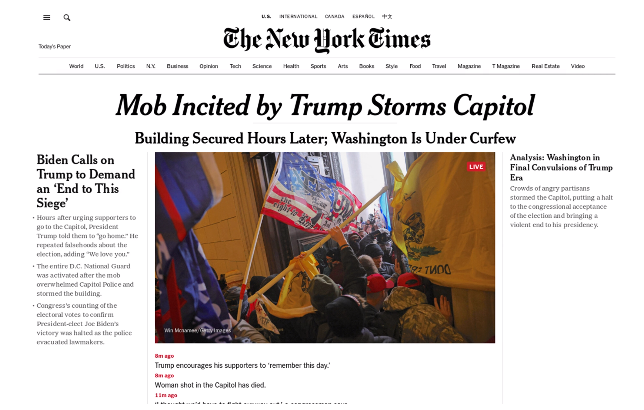 U.S. INTERNATIONAL CANADA ESPAÑOL 中文
Today's Paper
The New York Times
World U.S. Politics N.Y. Business Opinion Tech Science Health Sports Arts Books Style Food Travel Magazine T Magazine Real Estate Video
Mob Incited by Trump Storms Capitol
Building Secured Hours Later; Washington Is Under Curfew
Biden Calls on
Trump to Demand
an ‘End to This
Siege’
• Hours after urging supporters to
go to the Capitol, President
Trump told them to “go home.” He
repeated falsehoods about the
election, adding “We love you.”
• The entire D.C. National Guard
was activated after the mob
overwhelmed Capitol Police and
stormed the building.
• Congress’s counting of the
electoral votes to confirm
President-elect Joe Biden’s
victory was halted as the police
evacuated lawmakers.
LIVE
Win Mcnamee/Getty Images
8m ago
Trump encourages his supporters to ‘remember this day.’
8m ago
Woman shot in the Capitol has died.
11m ago
Analysis: Washington in
Final Convulsions of Trump
Era
Crowds of angry partisans
stormed the Capitol, putting a halt
to the congressional acceptance
of the election and bringing a
violent end to his presidency.